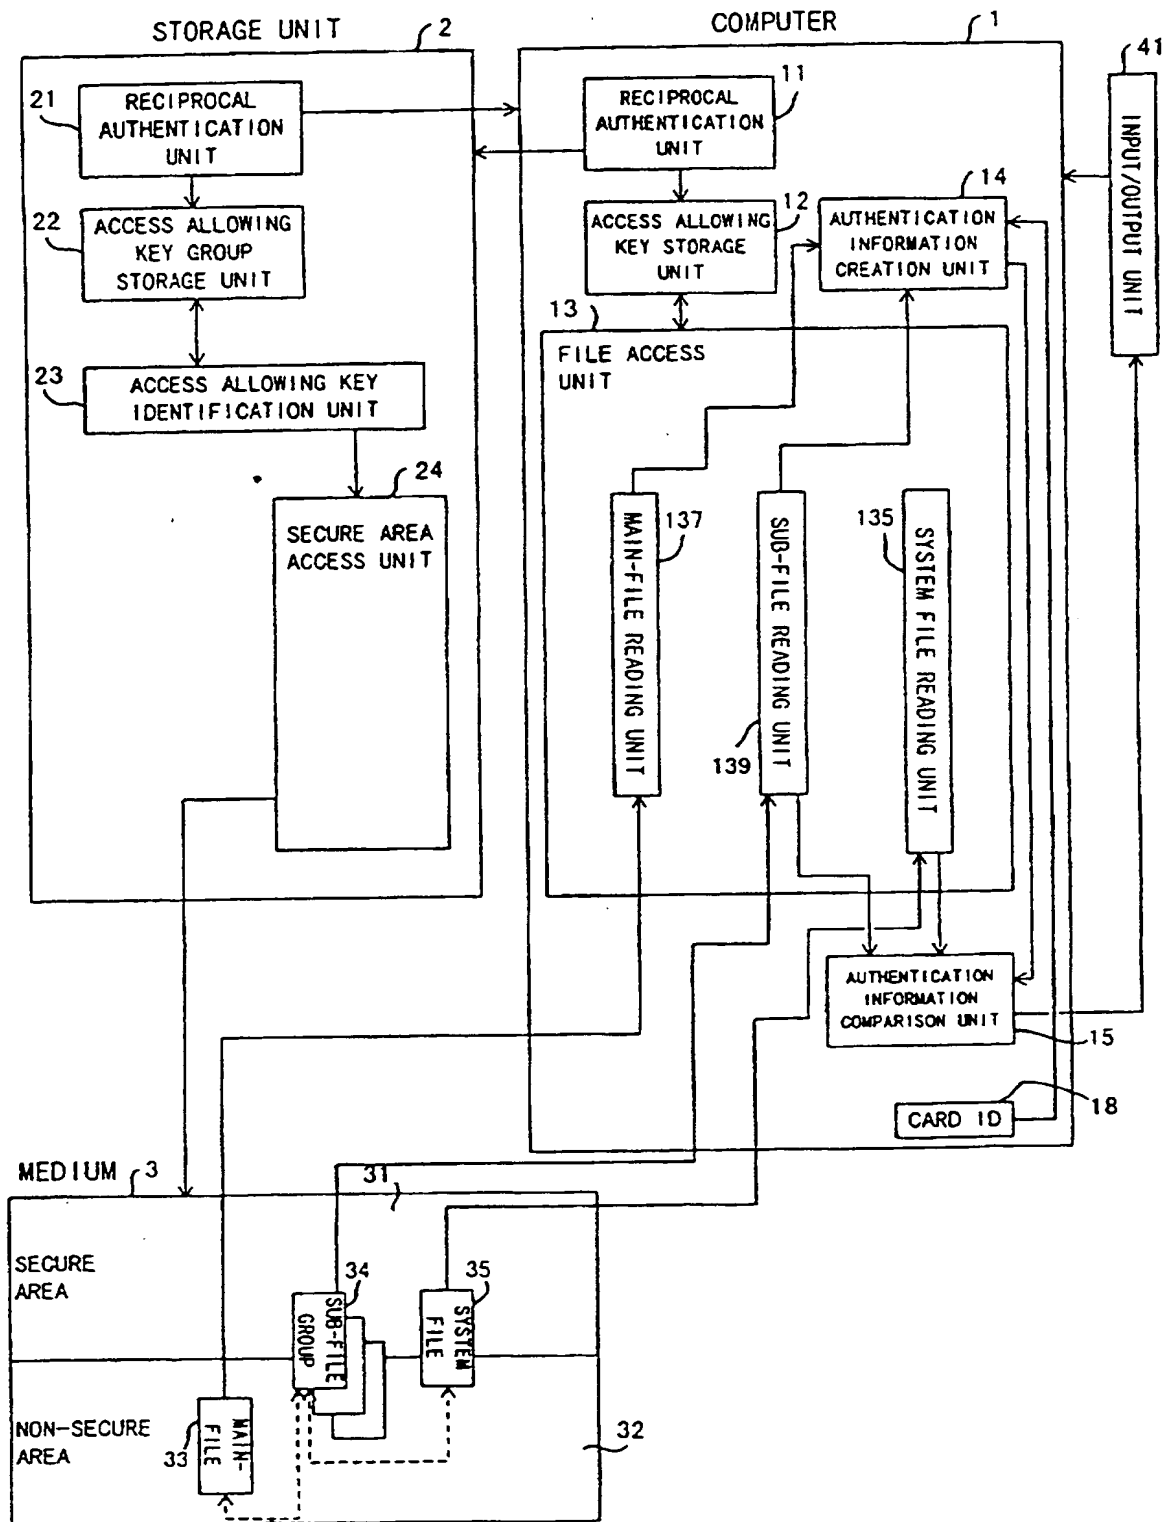 STORAGE UNIT
2
COMPUTER
1
41
21
RECIPROCAL
AUTHENTICATION
UNIT
RECIPROCAL
AUTHENTICATION
UNIT
11
INPUT/OUTPUT UNIT
22
ACCESS ALLOWING
KEY GROUP
STORAGE UNIT
ACCESS ALLOWING
KEY STORAGE
UNIT
12
14
AUTHENTICATION
INFORMATION
CREATION UNIT
13
FILE ACCESS
UNIT
23
ACCESS ALLOWING KEY
IDENTIFICATION UNIT
24
SECURE AREA
ACCESS UNIT
MAIN-FILE READING UNIT
137
SUB-FILE READING UNIT
139
135
SYSTEM FILE READING UNIT
AUTHENTICATION
INFORMATION
COMPARISON UNIT
15
CARD ID
18
MEDIUM
3
31
SECURE
AREA
34
SUB-FILE
GROUP
35
SYSTEM
FILE
NON-SECURE
AREA
33
MAIN-
FILE
32